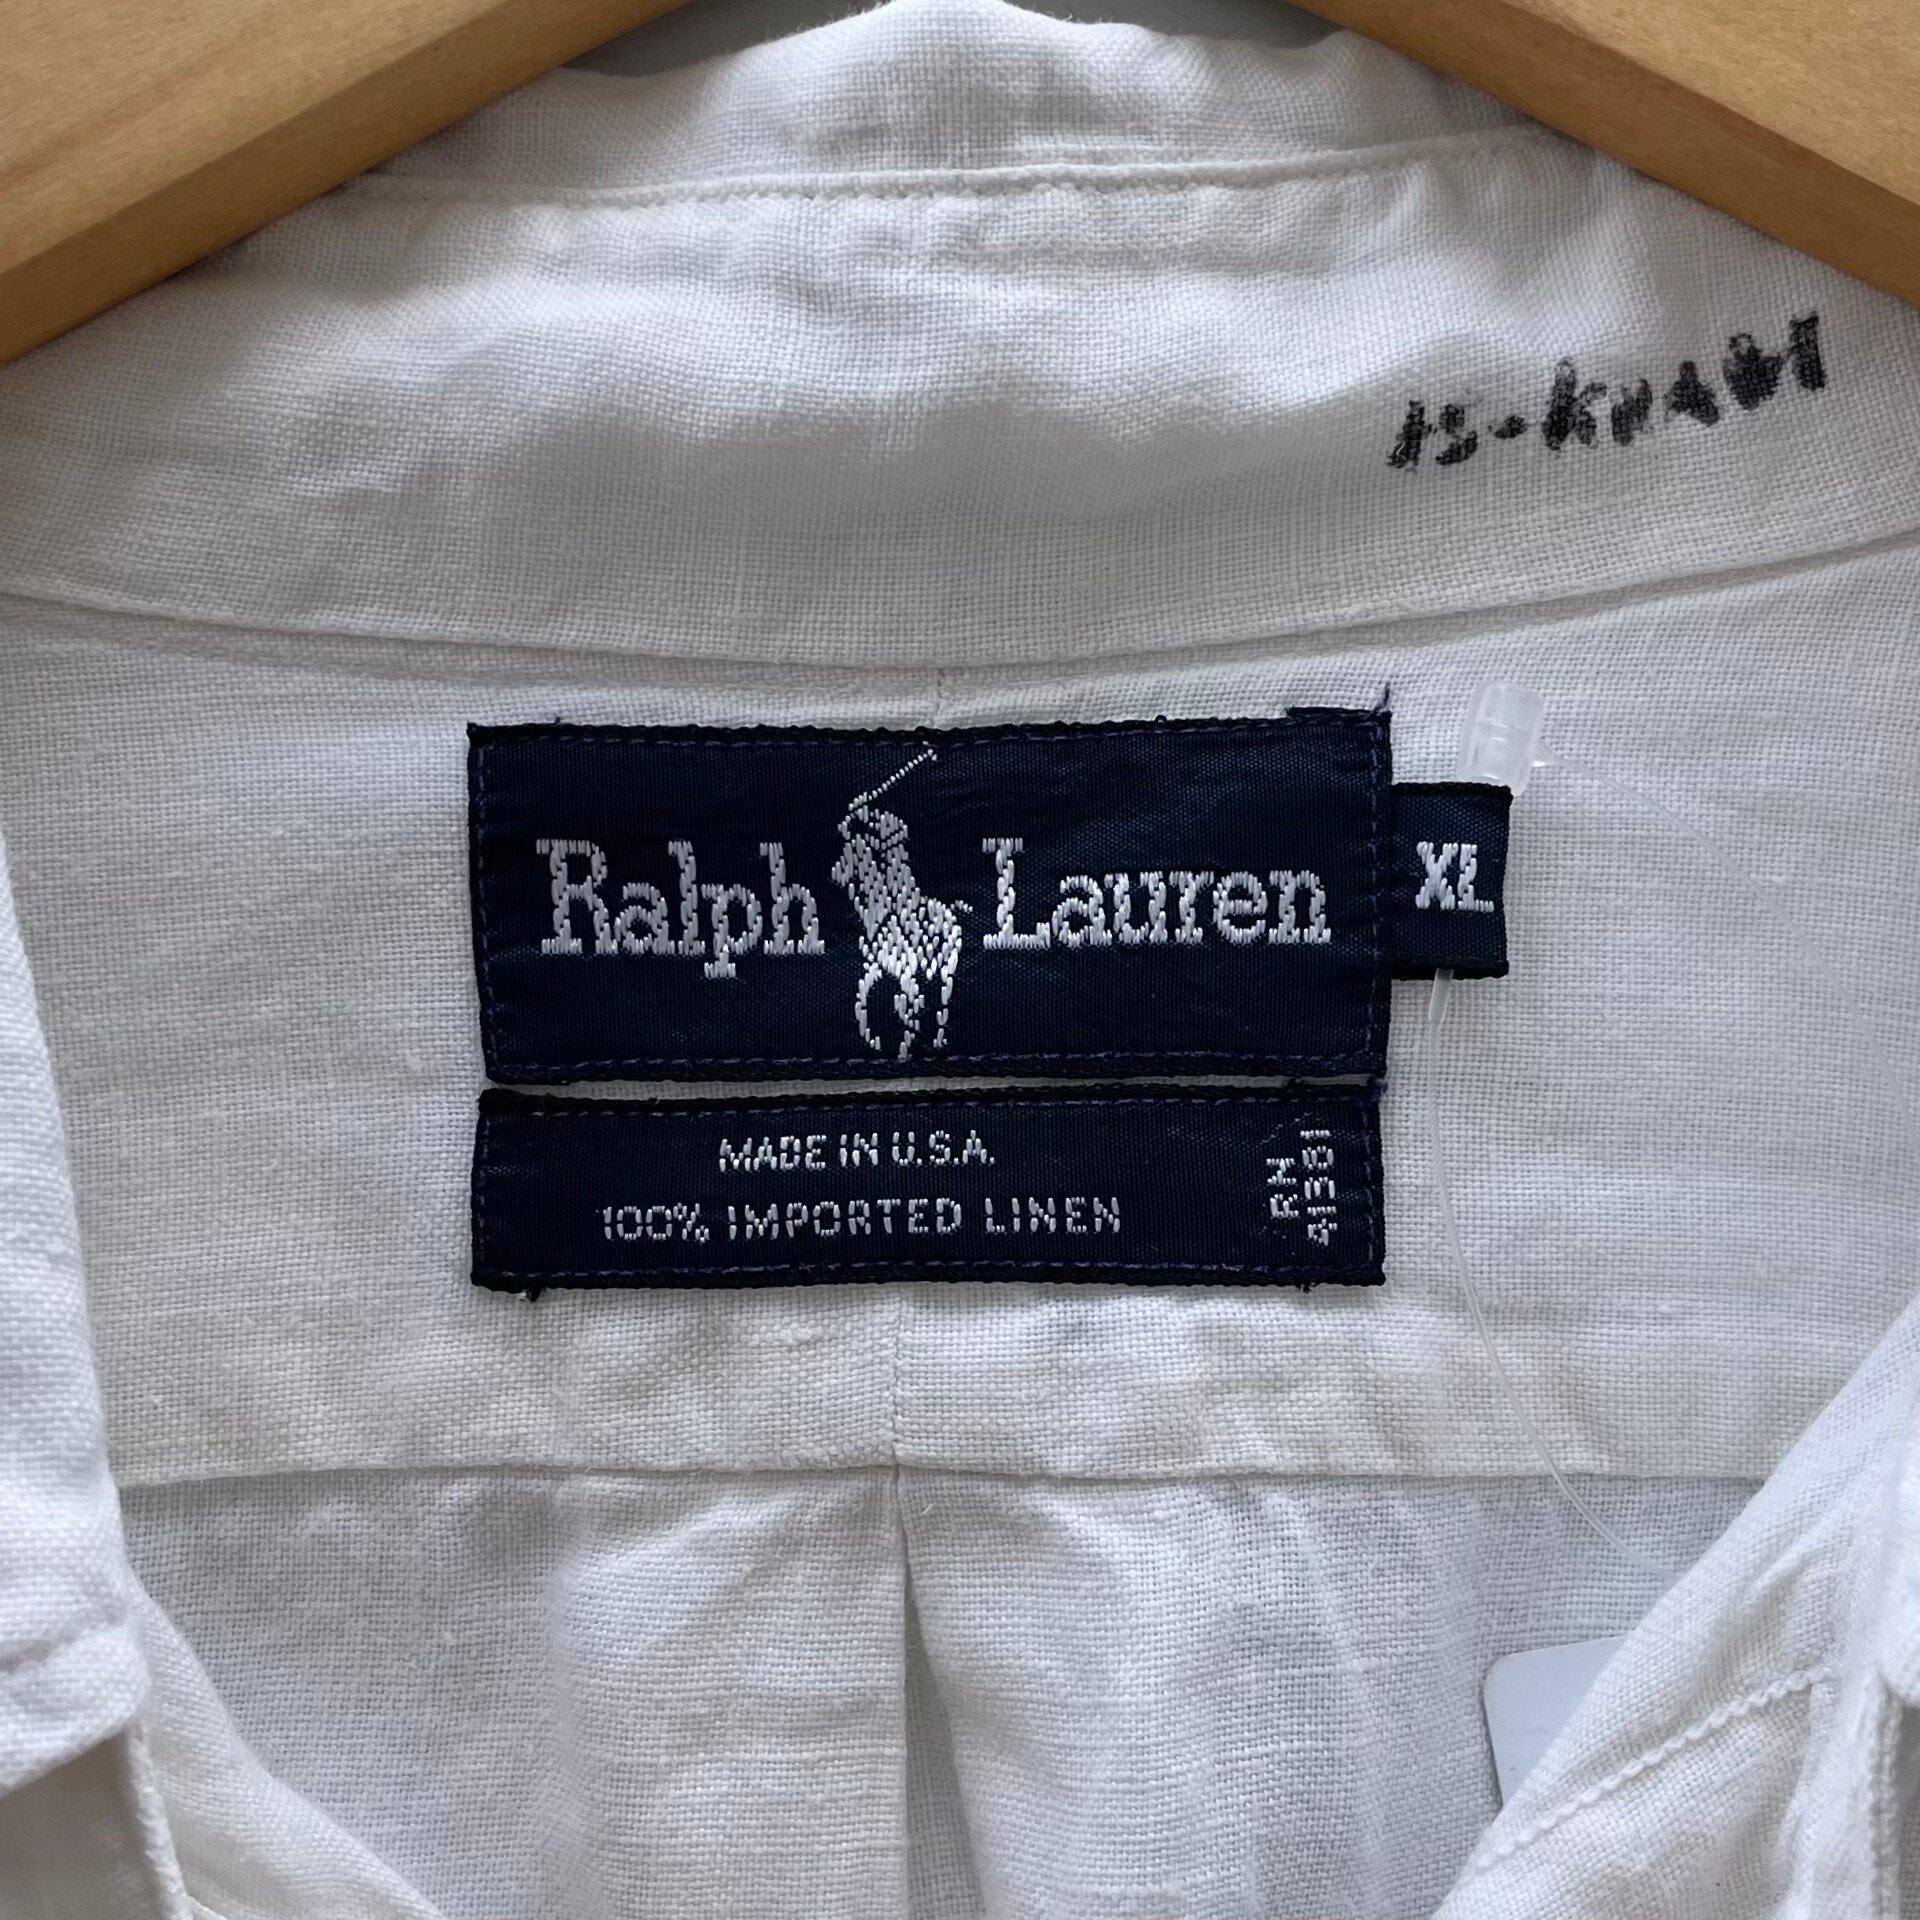 Ralph Lauren
XL
MADE IN U.S.A.
100% IMPORTED LINEN
RN
41381